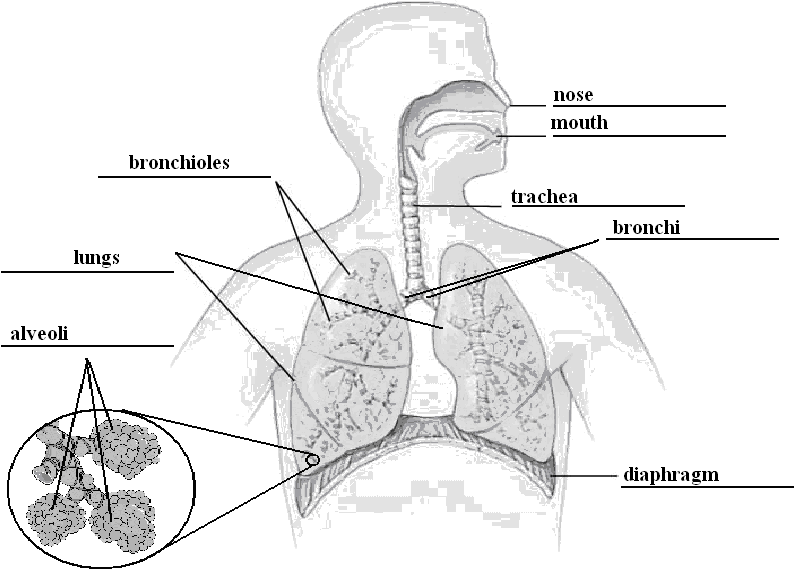 nose
mouth
bronchioles
trachea
bronchi
lungs
alveoli
diaphragm